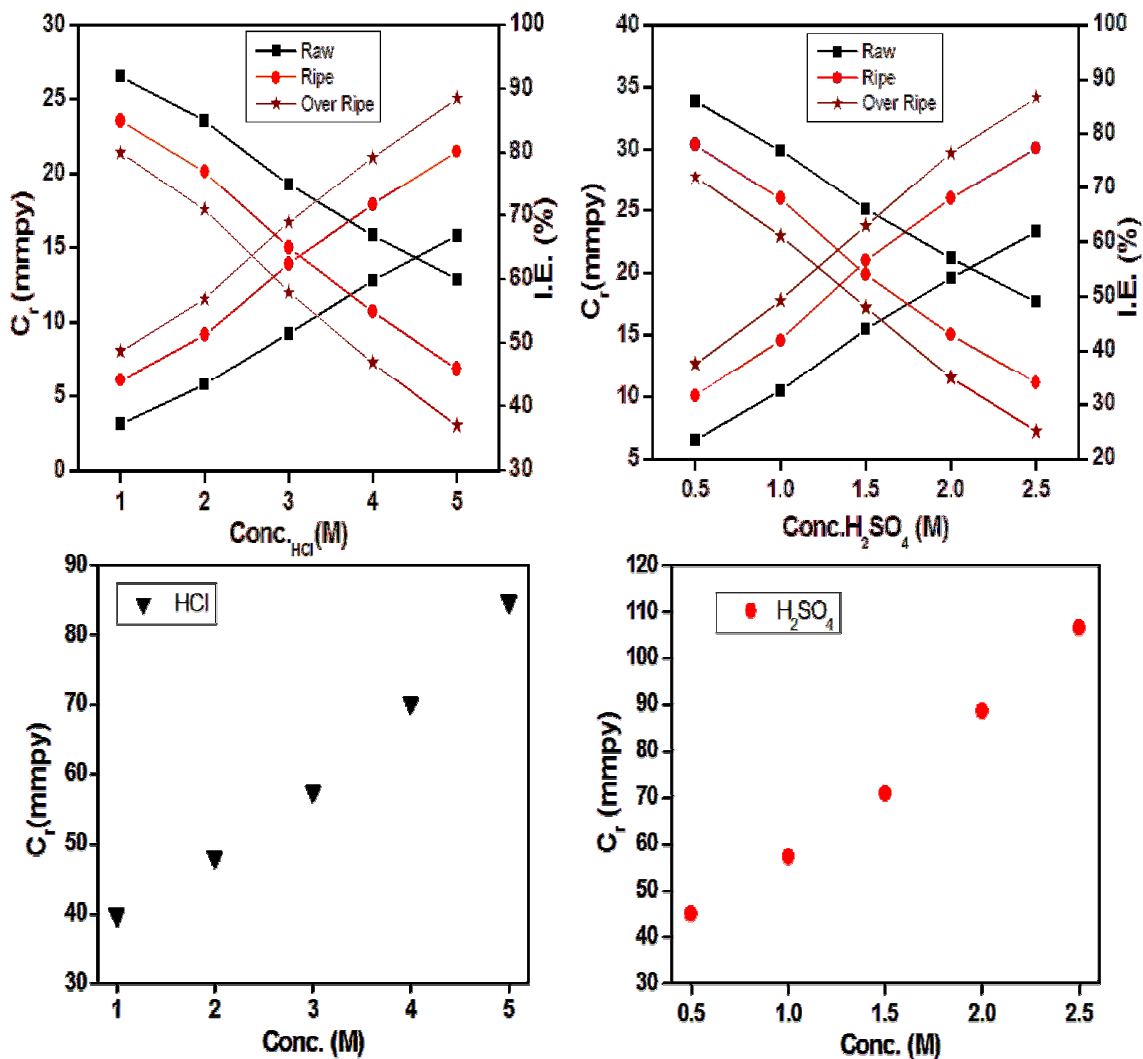 30
25
20
15
10
5
0
C_r (mmpy)
Raw
Ripe
Over Ripe
100
90
80
70
60
50
40
30
I.E. (%)
1 2 3 4 5
Conc._HCl (M)
40
35
30
25
20
15
10
5
C_r (mmpy)
Raw
Ripe
Over Ripe
100
90
80
70
60
50
40
30
20
I.E. (%)
0.5 1.0 1.5 2.0 2.5
Conc.H₂SO₄ (M)
90
80
70
60
50
40
30
C_r (mmpy)
HCl
1 2 3 4 5
Conc. (M)
120
110
100
90
80
70
60
50
40
30
C_r (mmpy)
H₂SO₄
0.5 1.0 1.5 2.0 2.5
Conc. (M)